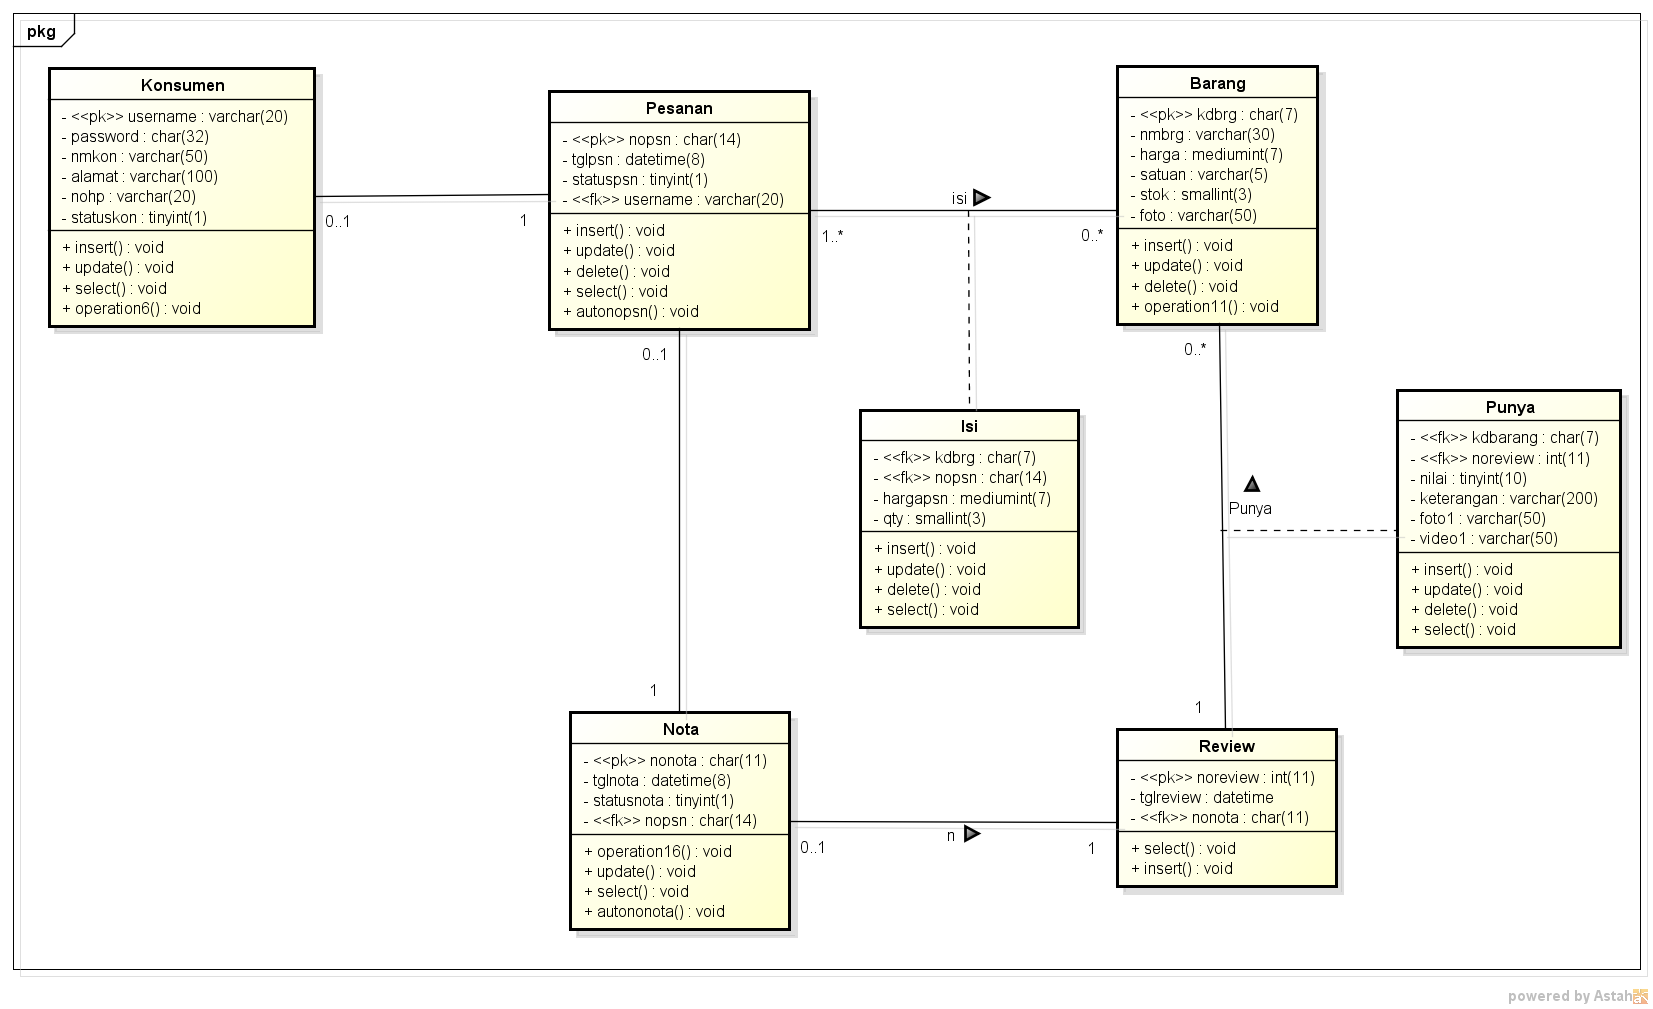 pkg
Konsumen
- <<pk>> username : varchar(20)
- password : char(32)
- nmkon : varchar(50)
- alamat : varchar(100)
- nohp : varchar(20)
- statuskon : tinyint(1)
+ insert() : void
+ update() : void
+ select() : void
+ operation6() : void
0..1
1
Pesanan
- <<pk>> nopsn : char(14)
- tglpsn : datetime(8)
- statuspsn : tinyint(1)
- <<fk>> username : varchar(20)
+ insert() : void
+ update() : void
+ delete() : void
+ select() : void
+ autonopsn() : void
isi
1..*
0..*
Barang
- <<pk>> kdbrg : char(7)
- nmbrg : varchar(30)
- harga : mediumint(7)
- satuan : varchar(5)
- stok : smallint(3)
- foto : varchar(50)
+ insert() : void
+ update() : void
+ delete() : void
+ operation11() : void
0..1
0..*
Isi
- <<fk>> kdbrg : char(7)
- <<fk>> nopsn : char(14)
- hargapsn : mediumint(7)
- qty : smallint(3)
+ insert() : void
+ update() : void
+ delete() : void
+ select() : void
Punya
Punya
- <<fk>> kdbarang : char(7)
- <<fk>> noreview : int(11)
- nilai : tinyint(10)
- keterangan : varchar(200)
- foto1 : varchar(50)
- video1 : varchar(50)
+ insert() : void
+ update() : void
+ delete() : void
+ select() : void
1
1
Nota
- <<pk>> nonota : char(11)
- tglnota : datetime(8)
- statusnota : tinyint(1)
- <<fk>> nopsn : char(14)
+ operation16() : void
+ update() : void
+ select() : void
+ autononota() : void
n
0..1
1
Review
- <<pk>> noreview : int(11)
- tglreview : datetime
- <<fk>> nonota : char(11)
+ select() : void
+ insert() : void
powered by Astah